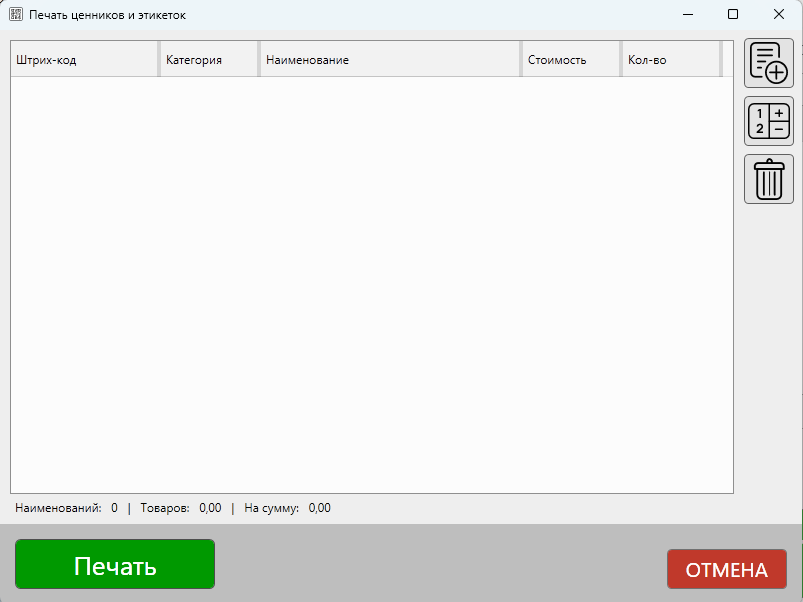 Печать ценников и этикеток
Штрих-код Категория Наименование Стоимость Кол-во
1 +
2 −
Наименований: 0 | Товаров: 0,00 | На сумму: 0,00
Печать ОТМЕНА